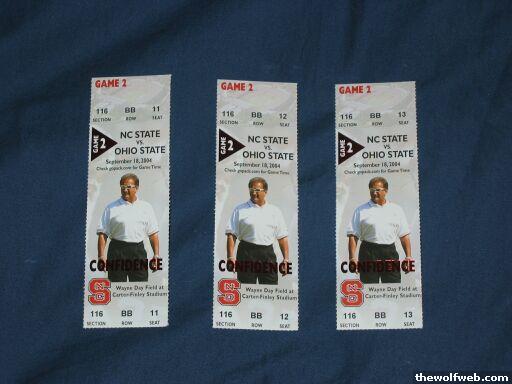 GAME 2
116 BB 11
SECTION ROW SEAT
GAME 2
NC STATE
VS.
OHIO STATE
September 18, 2004
Check gopack.com for Game Time
CONFIDENCE
NCS
Wayne Day Field at
Carter-Finley Stadium
116 BB 11
SECTION ROW SEAT
GAME 2
116 BB 12
SECTION ROW SEAT
GAME 2
NC STATE
VS.
OHIO STATE
September 18, 2004
Check gopack.com for Game Time
CONFIDENCE
NCS
Wayne Day Field at
Carter-Finley Stadium
116 BB 12
SECTION ROW SEAT
GAME 2
116 BB 13
SECTION ROW SEAT
GAME 2
NC STATE
VS.
OHIO STATE
September 18, 2004
Check gopack.com for Game Time
CONFIDENCE
NCS
Wayne Day Field at
Carter-Finley Stadium
116 BB 13
SECTION ROW SEAT
thewolfweb.com